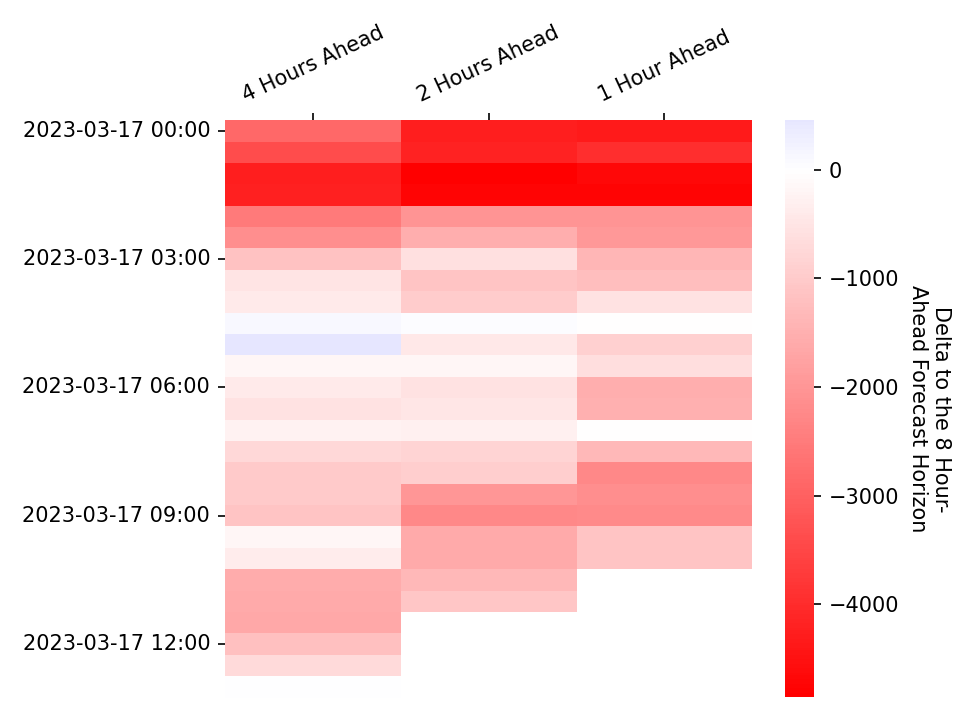 4 Hours Ahead
2 Hours Ahead
1 Hour Ahead
2023-03-17 00:00
2023-03-17 03:00
2023-03-17 06:00
2023-03-17 09:00
2023-03-17 12:00
0
−1000
−2000
−3000
−4000
Delta to the 8 Hour-
Ahead Forecast Horizon